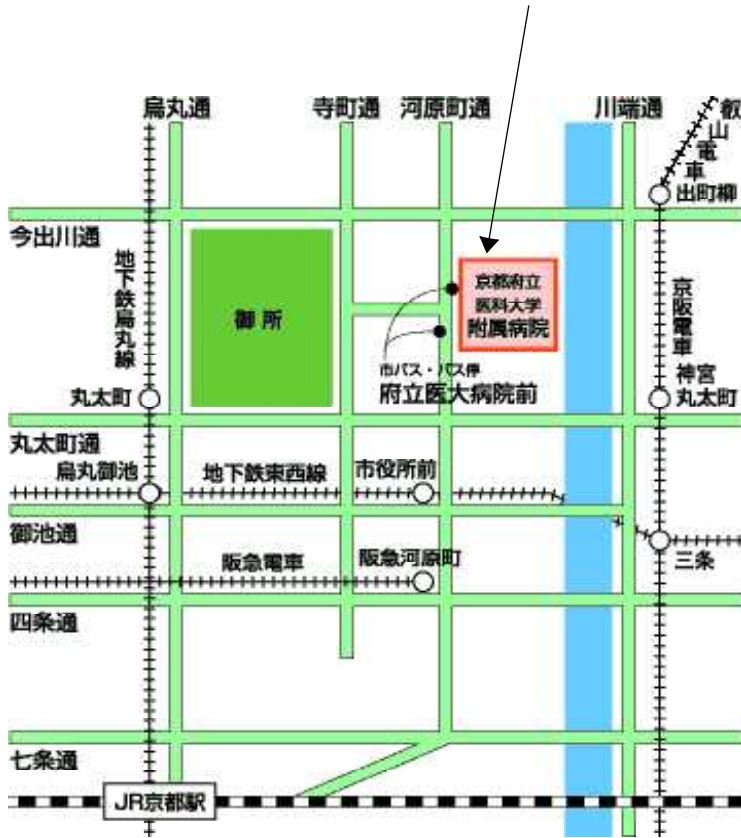 烏丸通
寺町通
河原町通
川端通
叡山電車
出町柳
今出川通
地下鉄烏丸線
御所
京都府立
医科大学
附属病院
京阪電車
市バス・バス停
府立医大病院前
神宮
丸太町
丸太町
丸太町通
烏丸御池
地下鉄東西線
市役所前
御池通
三条
阪急電車
阪急河原町
四条通
七条通
JR京都駅